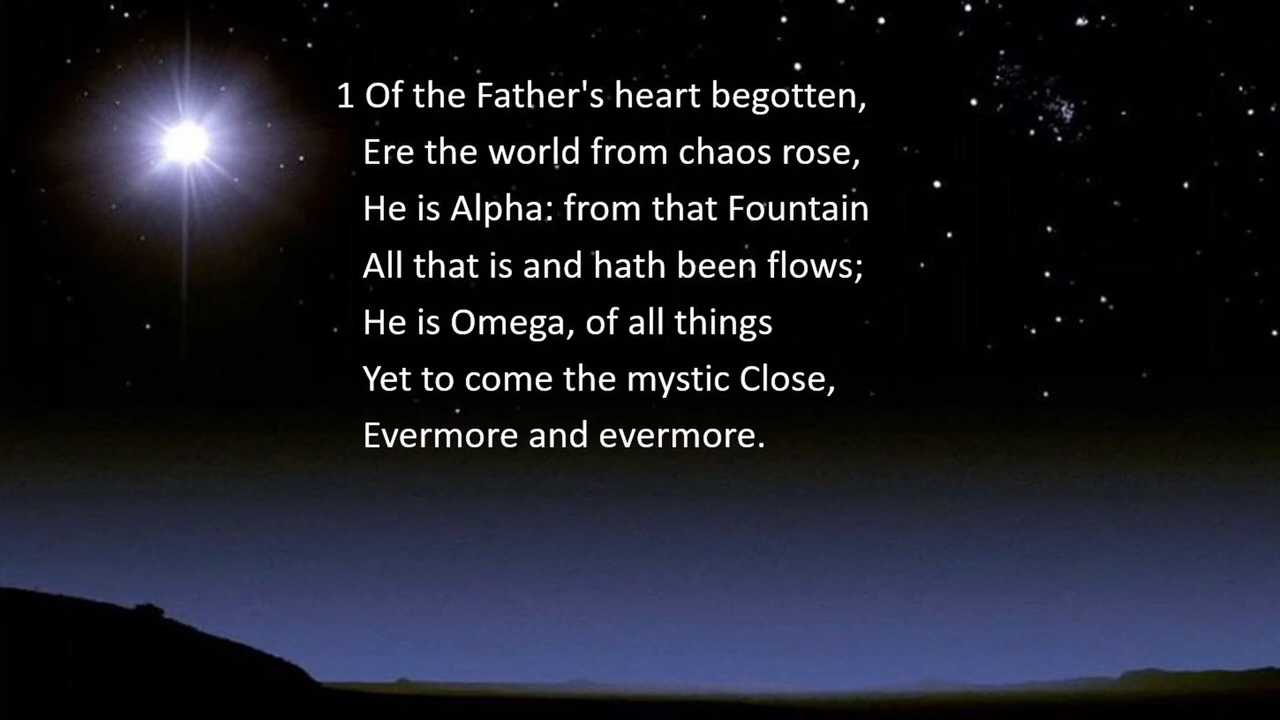 1 Of the Father's heart begotten,
Ere the world from chaos rose,
He is Alpha: from that Fountain
All that is and hath been flows;
He is Omega, of all things
Yet to come the mystic Close,
Evermore and evermore.